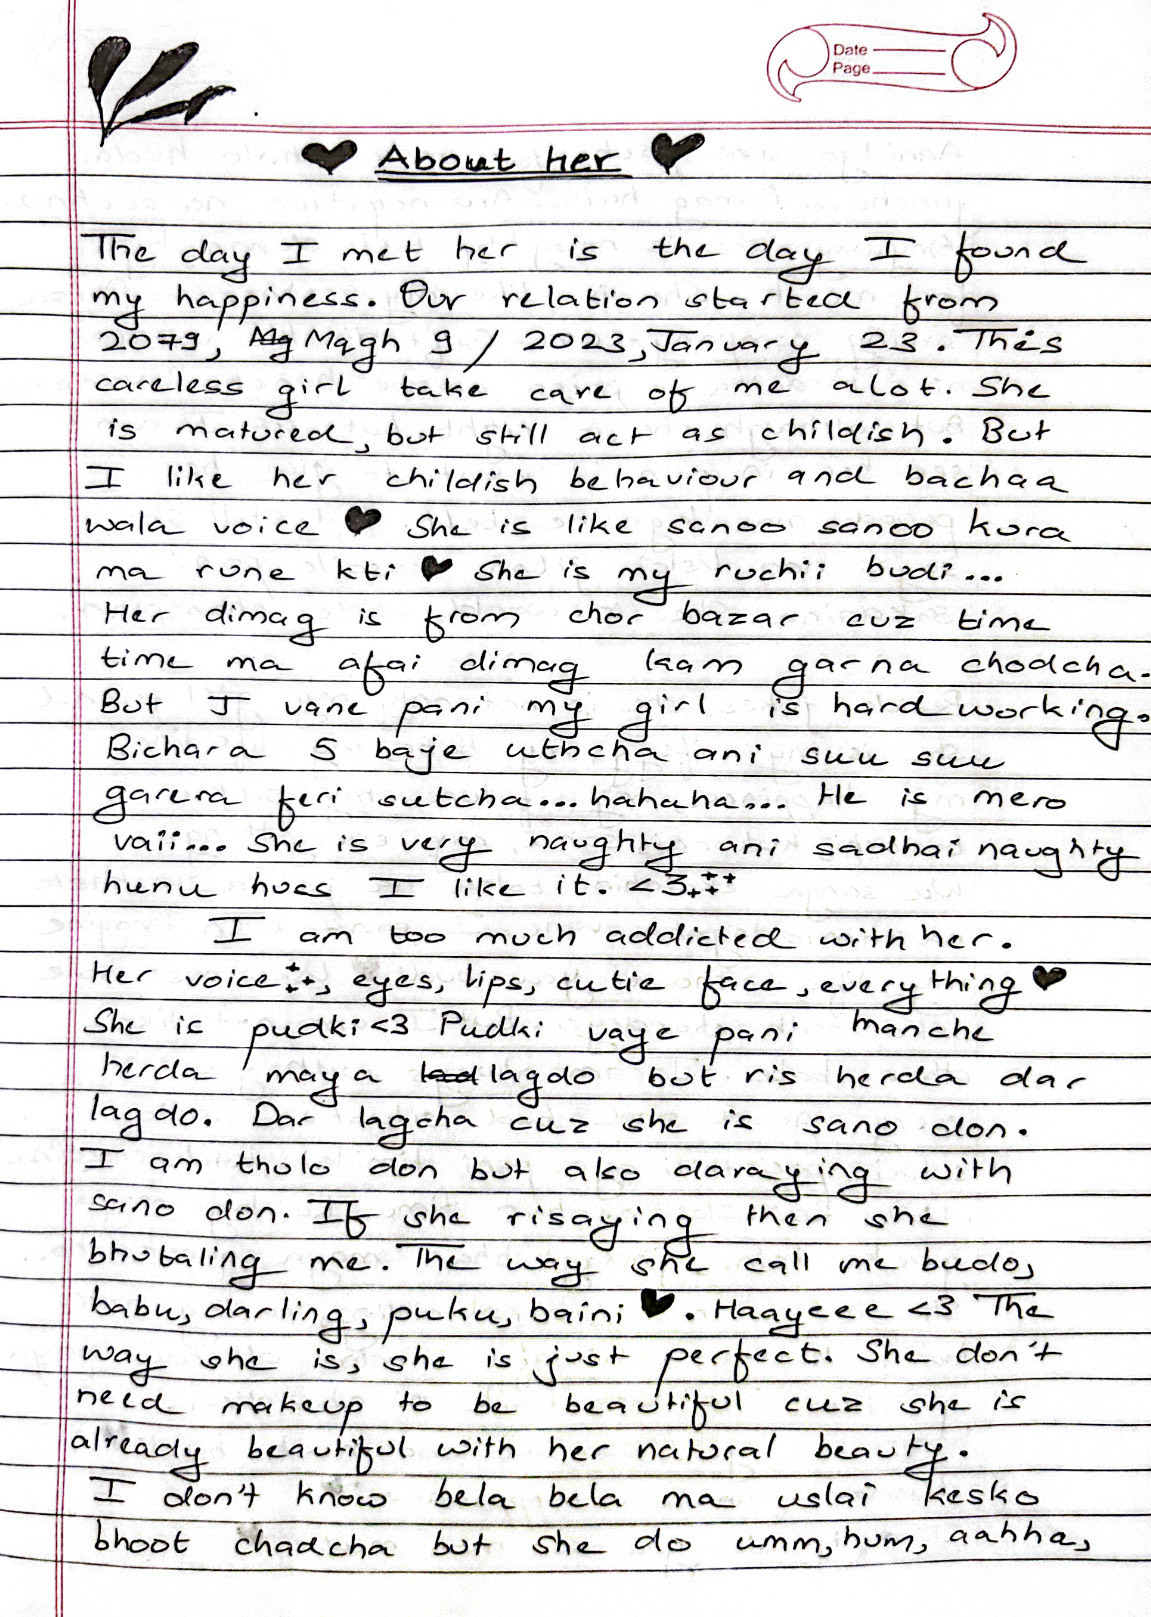 Date
Page
♥ About her ♥
The day I met her is the day I found
my happiness. Our relation started from
2079, Mg Magh 9 / 2023, January 23. This
careless girl take care of me alot. She
is matured, but still act as childish. But
I like her childish behaviour and bachaa
wala voice ♥ She is like sanoo sanoo kura
ma rune kti ♥ She is my ruchii budi...
Her dimag is from chor bazar cuz time
time ma afai dimag kam garna chodcha.
But J vane pani my girl is hard working.
Bichara 5 baje uthcha ani suu suu
garera feri sutcha... hahaha... He is mero
vaii... She is very naughty ani sadhai naughty
hunu hoss I like it. <3
I am too much addicted with her.
Her voice, eyes, lips, cutie face, everything ♥
She is pudki <3 Pudki vaye pani manche
herda maya lad lagdo but ris herda dar
lagdo. Dar lagcha cuz she is sano don.
I am thulo don but also daraying with
sano don. If she risaying then she
bhutaling me. The way she call me budo,
babu, darling, puku, baini ♥. Haayeee <3 The
way she is, she is just perfect. She don't
need makeup to be beautiful cuz she is
already beautiful with her natural beauty.
I don't know bela bela ma uslai kesko
bhoot chadcha but she do umm, hum, aahha,